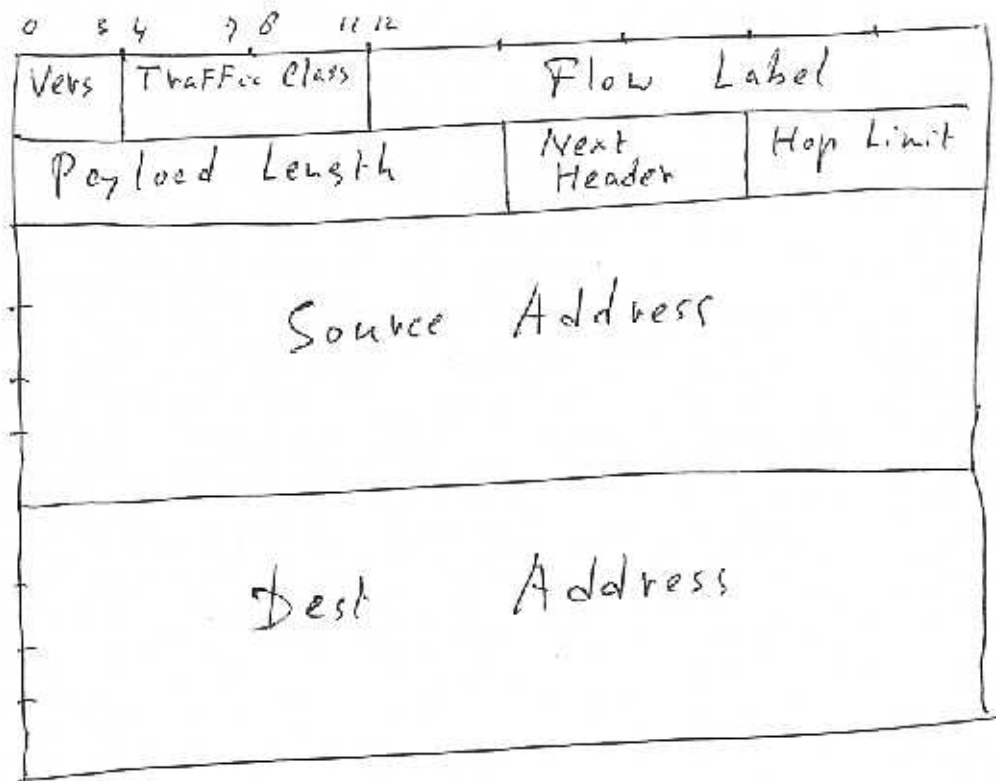 0 3 4 7 8 11 12
Vers Traffic Class Flow Label
Payload Length Next Header Hop Limit
Source Address
Dest Address